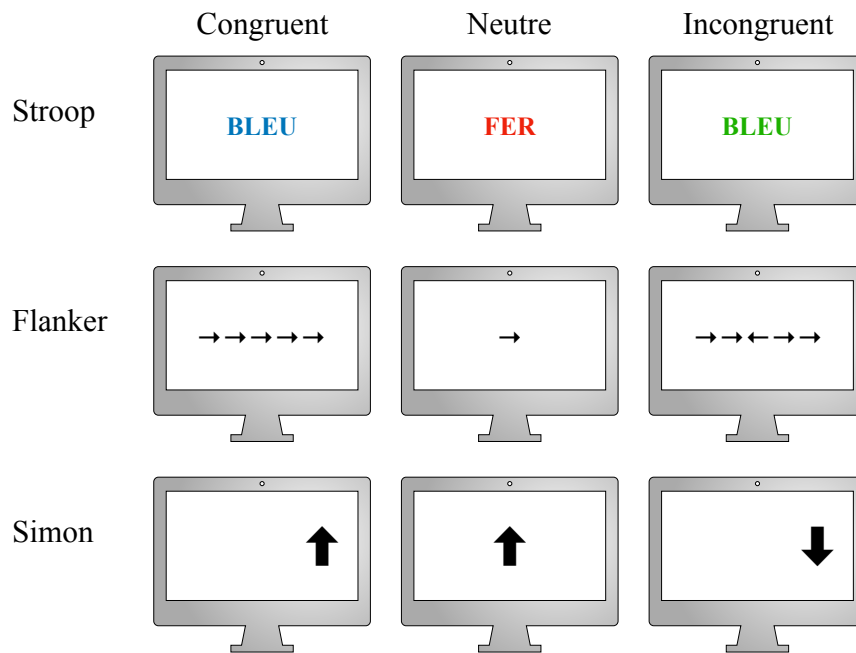 Congruent Neutre Incongruent
Stroop
BLEU FER BLEU
Flanker
Simon